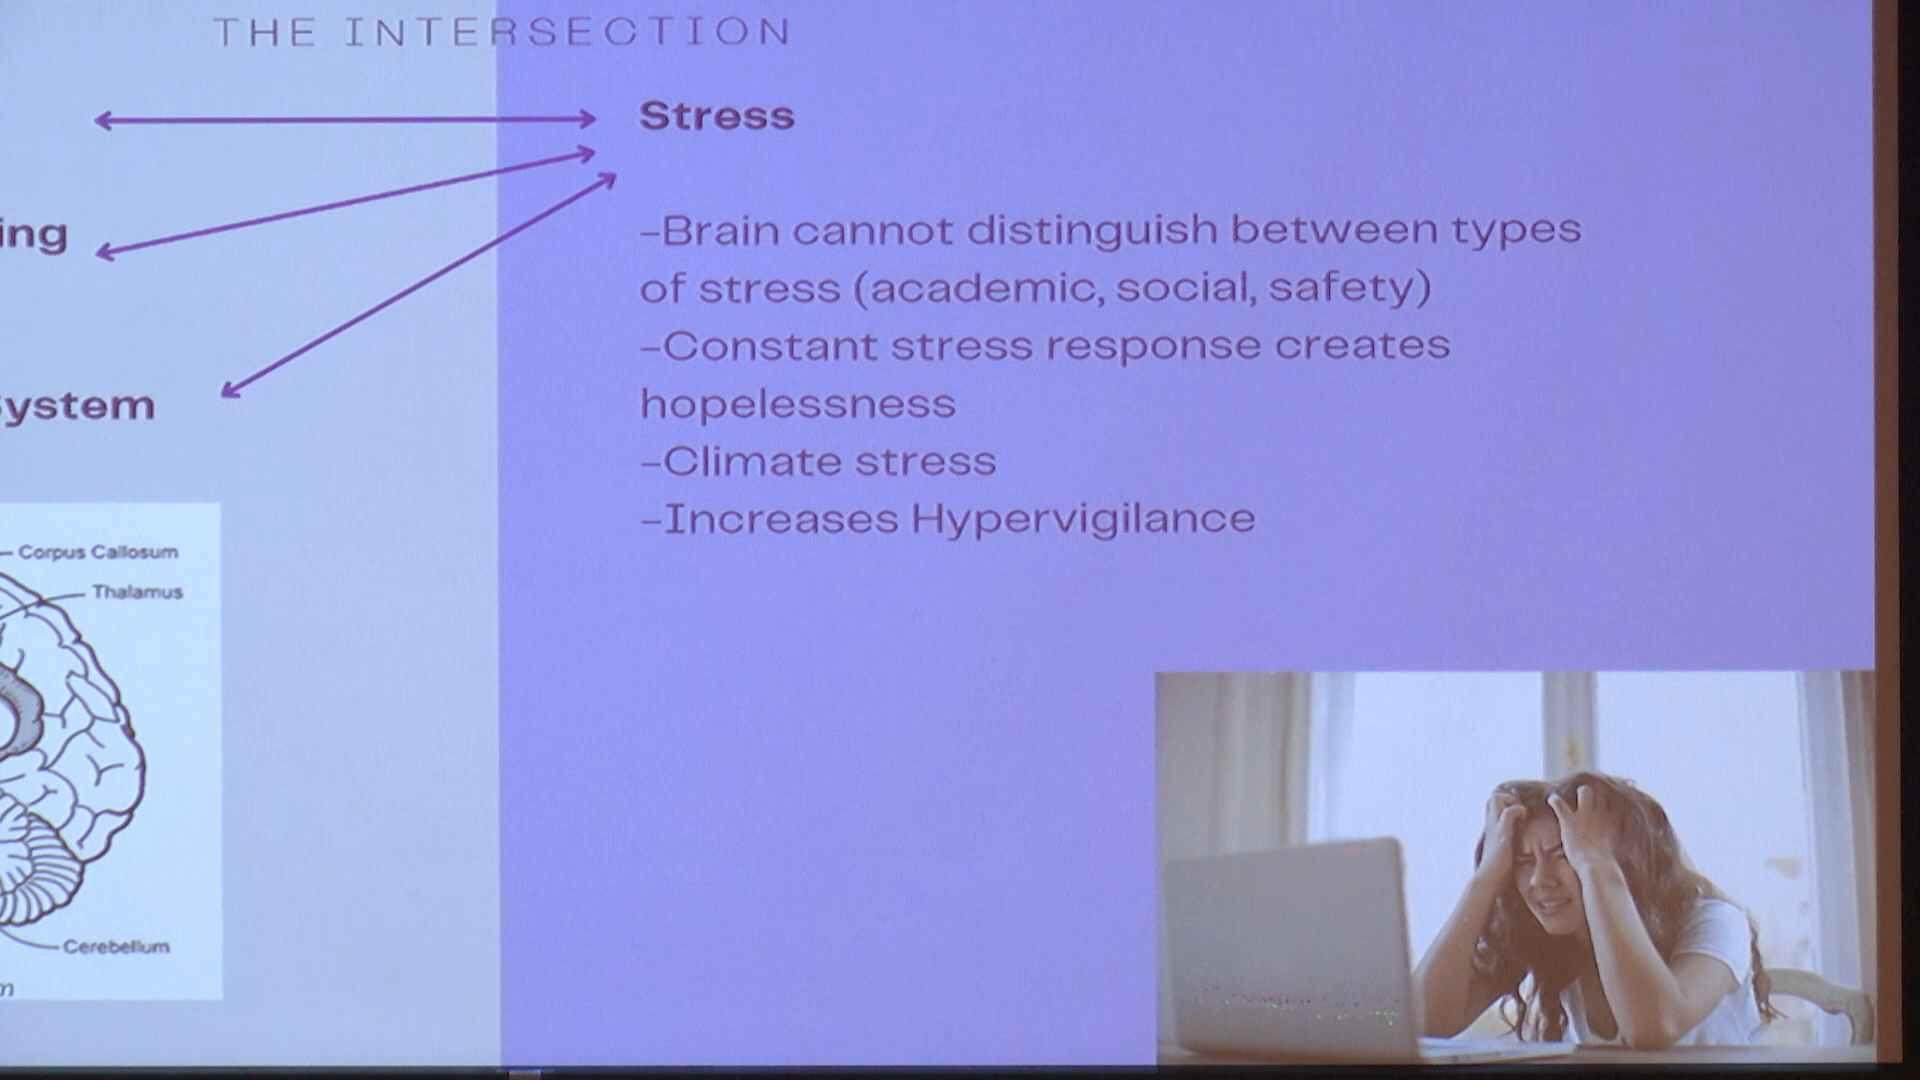 THE INTERSECTION
Stress
ing
ystem
–Brain cannot distinguish between types
of stress (academic, social, safety)
–Constant stress response creates
hopelessness
–Climate stress
–Increases Hypervigilance
Corpus Callosum
Thalamus
Cerebellum